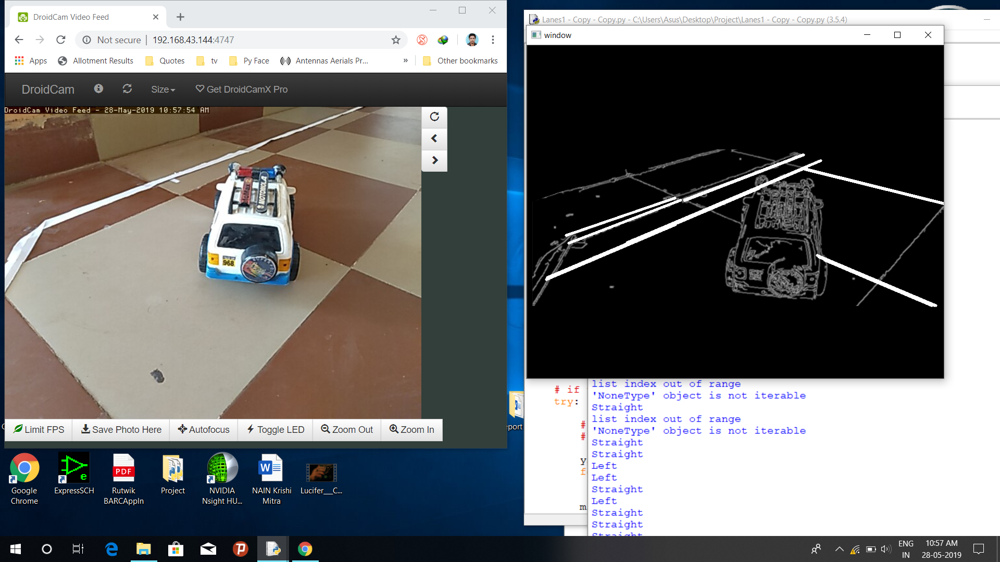 DroidCam Video Feed
Not secure | 192.168.43.144:4747
Apps Allotment Results Quotes tv Py Face Antennas Aerials Pr... » Other bookmarks
DroidCam Size Get DroidCamX Pro
DroidCam Video Feed - 28-May-2019 10:57:54 AM
MOTOROLA
968
SUPER
Limit FPS Save Photo Here Autofocus Toggle LED Zoom Out Zoom In
Lanes1 - Copy - Copy.py - C:\Users\Asus\Desktop\Project\Lanes1 - Copy - Copy.py (3.5.4)
window
# if
try:
#
#
y
f
m
list index out of range
'NoneType' object is not iterable
Straight
list index out of range
'NoneType' object is not iterable
Straight
Straight
Left
Left
Straight
Left
Straight
Straight
Straight
port
Google Chrome
ExpressSCH
PDF
Rutwik BARCAppln
Project
NVIDIA Nsight HU...
NAIN Krishi Mitra
Lucifer__C...
ENG
IN
10:57 AM
28-05-2019